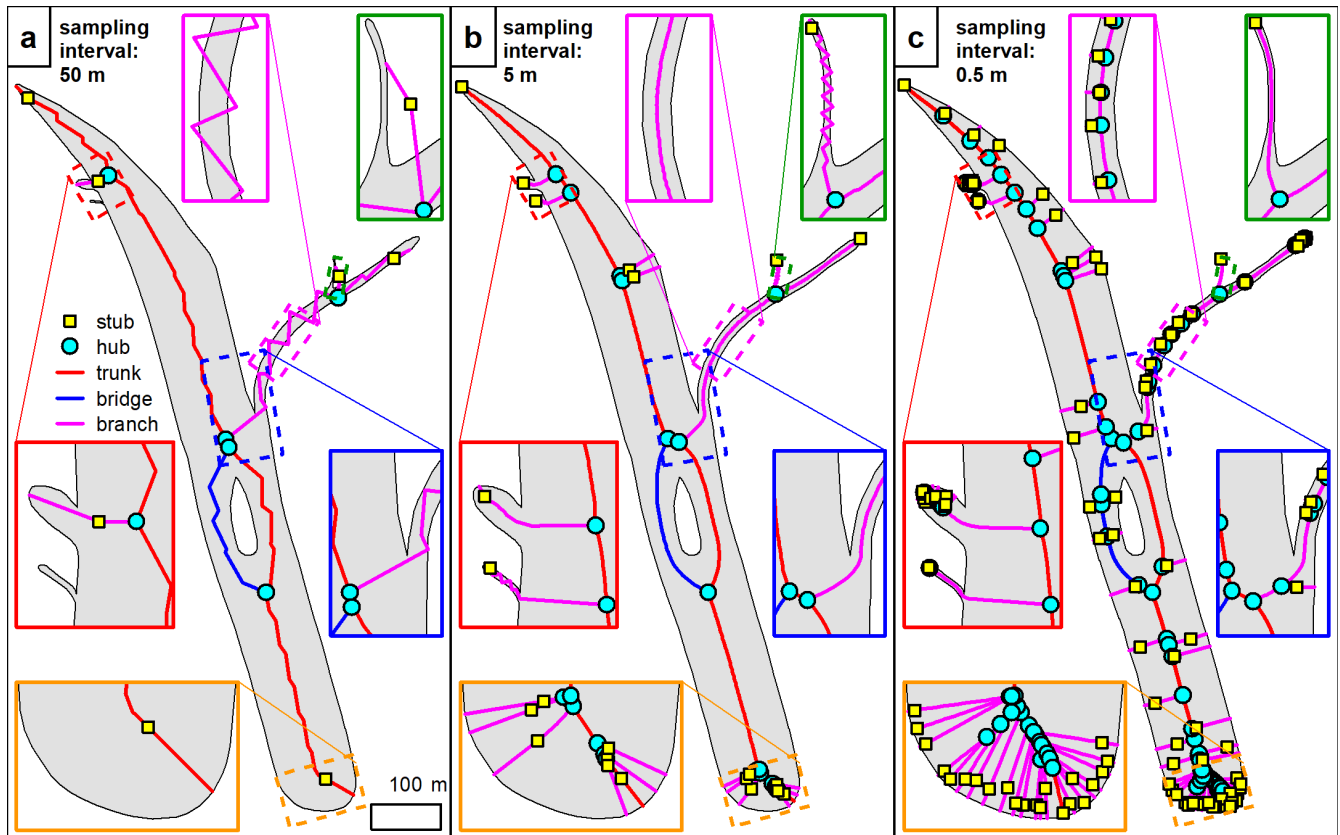 a
sampling
interval:
50 m
b
sampling
interval:
5 m
c
sampling
interval:
0.5 m
stub
hub
trunk
bridge
branch
100 m